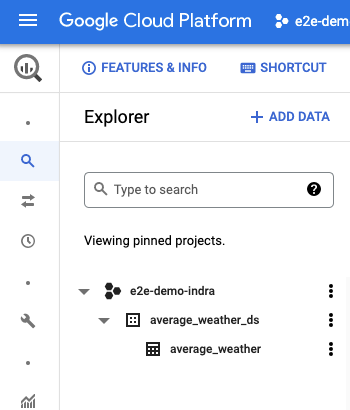 Google Cloud Platform
e2e-dem
FEATURES & INFO
SHORTCUT
Explorer
+ ADD DATA
Type to search
?
Viewing pinned projects.
e2e-demo-indra
average_weather_ds
average_weather